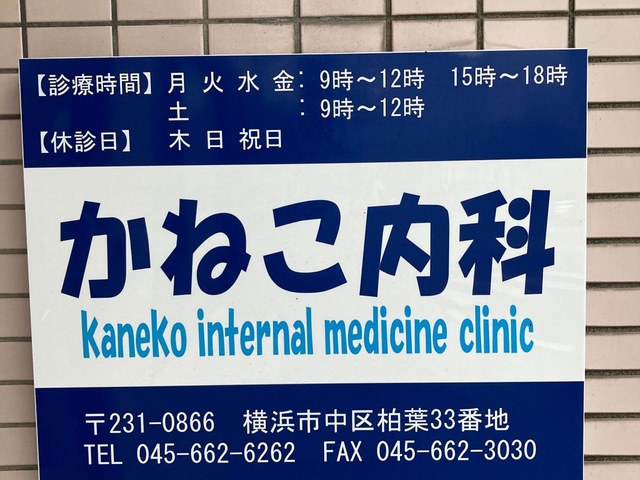 【診療時間】月 火 水 金: 9時～12時 15時～18時
土 : 9時～12時
【休診日】 木 日 祝日
かねこ内科
Kaneko internal medicine clinic
〒231-0866 横浜市中区柏葉33番地
TEL 045-662-6262 FAX 045-662-3030